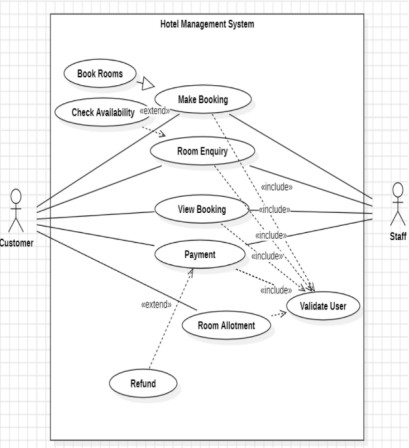 Hotel Management System
Book Rooms
Make Booking
Check Availability
«extend»
Room Enquiry
«include»
View Booking
«include»
Customer
Staff
«include»
Payment
«include»
«include»
«extend»
Validate User
Room Allotment
Refund